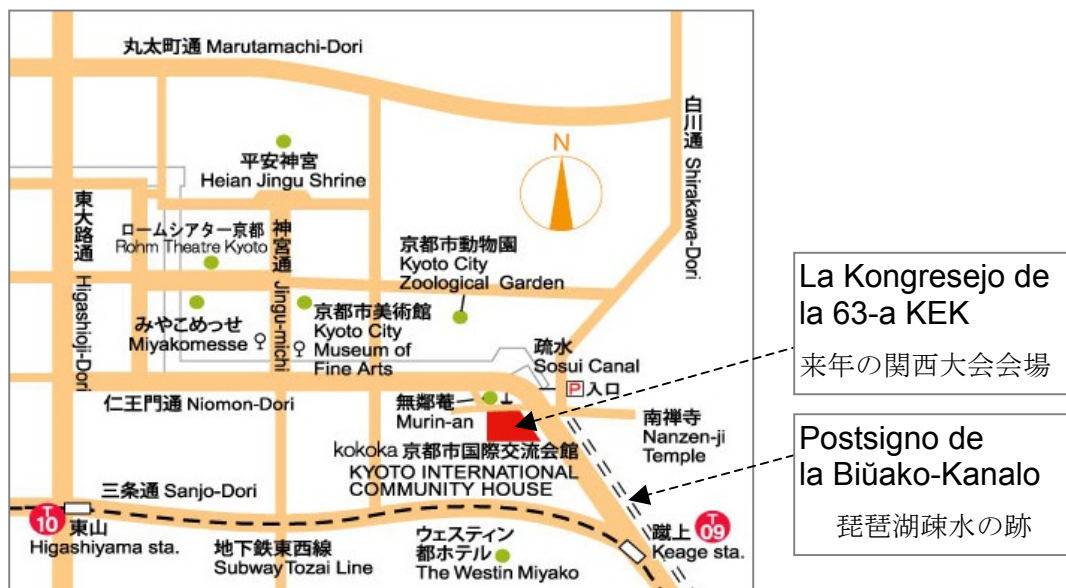 丸太町通 Marutamachi-Dori
白川通 Shirakawa-Dori
N
平安神宮
Heian Jingu Shrine
東大路通 Higashioji-Dori
ロームシアター京都
Rohm Theatre Kyoto
神宮通 Jingu-michi
京都市動物園
Kyoto City
Zoological Garden
みやこめっせ
Miyakomesse
京都市美術館
Kyoto City
Museum of
Fine Arts
疏水
Sosui Canal
P入口
仁王門通 Niomon-Dori
無鄰菴
Murin-an
南禅寺
Nanzen-ji
Temple
kokoka 京都市国際交流会館
KYOTO INTERNATIONAL
COMMUNITY HOUSE
三条通 Sanjo-Dori
T
10
東山
Higashiyama sta.
地下鉄東西線
Subway Tozai Line
ウェスティン
都ホテル
The Westin Miyako
蹴上
Keage sta.
T
09
La Kongresejo de
la 63-a KEK
来年の関西大会会場
Postsigno de
la Biŭako-Kanalo
琵琶湖疎水の跡